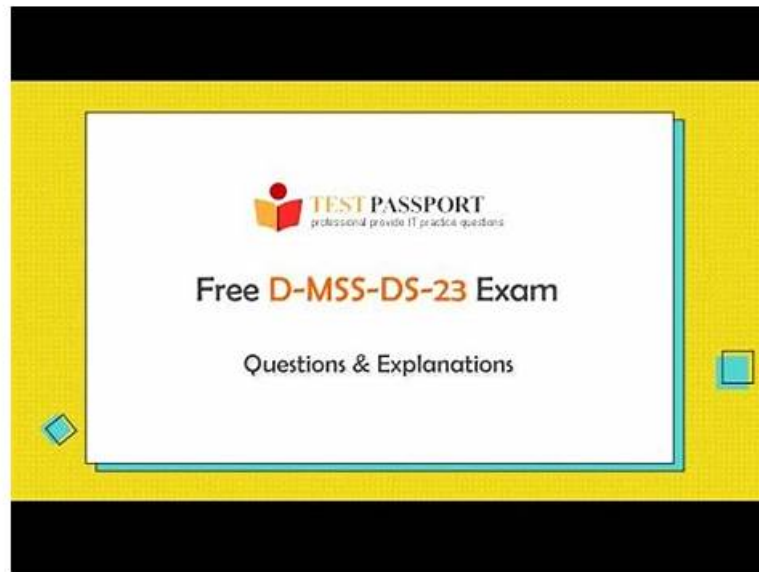 TEST PASSPORT
professional provide IT practice questions
Free D-MSS-DS-23 Exam
Questions & Explanations